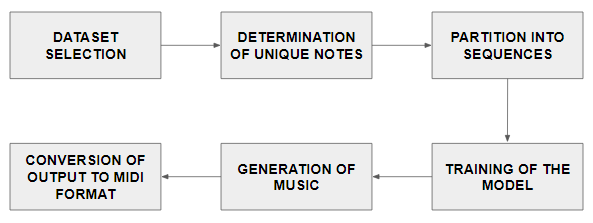 DATASET
SELECTION
DETERMINATION
OF UNIQUE NOTES
PARTITION INTO
SEQUENCES
TRAINING OF THE
MODEL
GENERATION OF
MUSIC
CONVERSION OF
OUTPUT TO MIDI
FORMAT